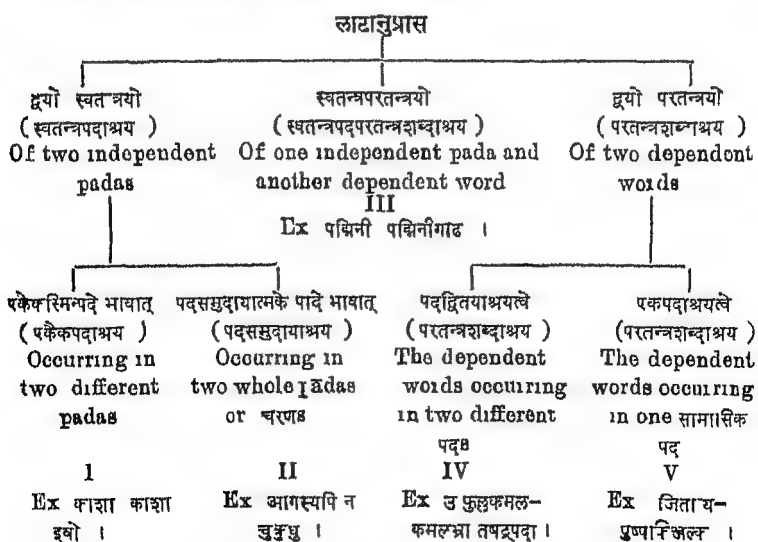 लाटानुप्रास
द्वयो स्वतन्त्रयो
(स्वतन्त्रपदाश्रय)
Of two independent
padas
स्वतन्त्रपरतन्त्रयो
(स्वतन्त्रपदपरतन्त्रशब्दाश्रय)
Of one independent pada and
another dependent word
III
Ex पद्मिनी पद्मिनीगाढ ।
द्वयो परतन्त्रयो
(परतन्त्रशब्दाश्रय)
Of two dependent
words
एकैकस्मिन्पदे भाषात्
(एकैकपदाश्रय)
Occurring in
two different
padas
I
Ex काशा काशा
इवो ।
पदसमुदायात्मके पादे भाषात्
(पदसमुदायाश्रय)
Occurring in
two whole pādas
or चरणs
II
Ex आगस्यपि न
चुक्रुधु ।
पदद्वितयाश्रयत्वे
(परतन्त्रशब्दाश्रय)
The dependent
words occurring
in two different
पदs
IV
Ex उ फुल्लकमल-
कमलभ्रा
एकपदाश्रयत्वे
(परतन्त्रशब्दाश्रय)
The dependent
words occurring
in one सामासिक
पद
V
Ex जिता य-